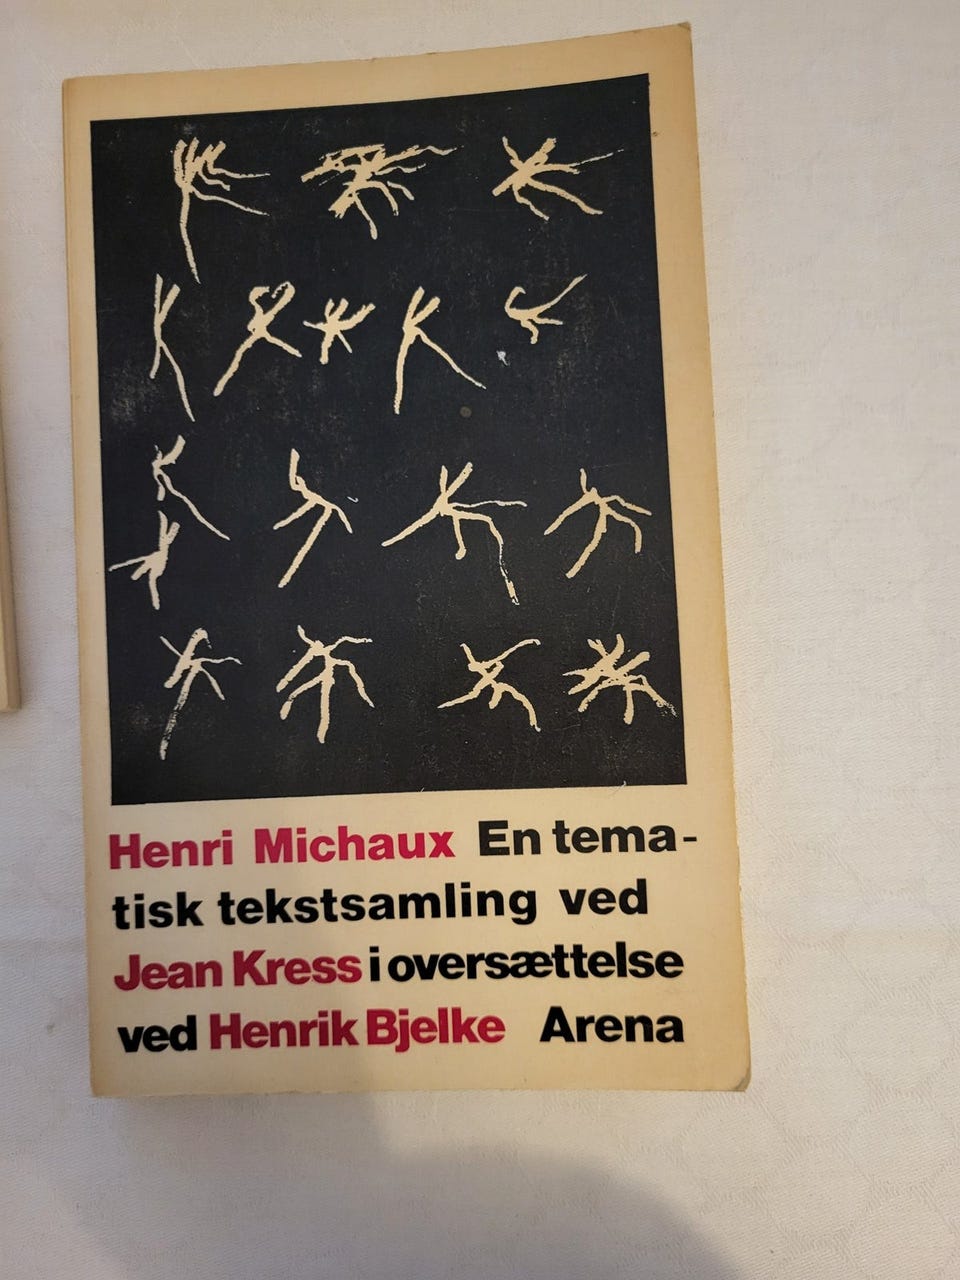 Henri Michaux En tema-
tisk tekstsamling ved
Jean Kress i oversættelse
ved Henrik Bjelke Arena